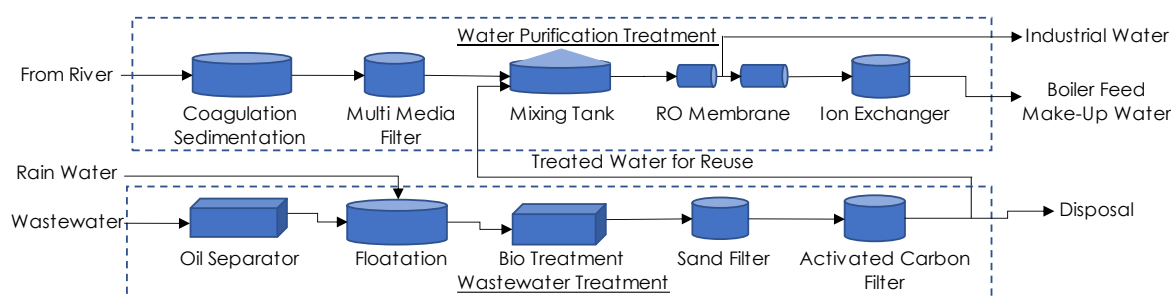 Water Purification Treatment
Industrial Water
From River
Boiler Feed
Make-Up Water
Coagulation
Sedimentation
Multi Media
Filter
Mixing Tank
RO Membrane
Ion Exchanger
Treated Water for Reuse
Rain Water
Wastewater
Disposal
Oil Separator
Floatation
Bio Treatment
Sand Filter
Activated Carbon
Filter
Wastewater Treatment